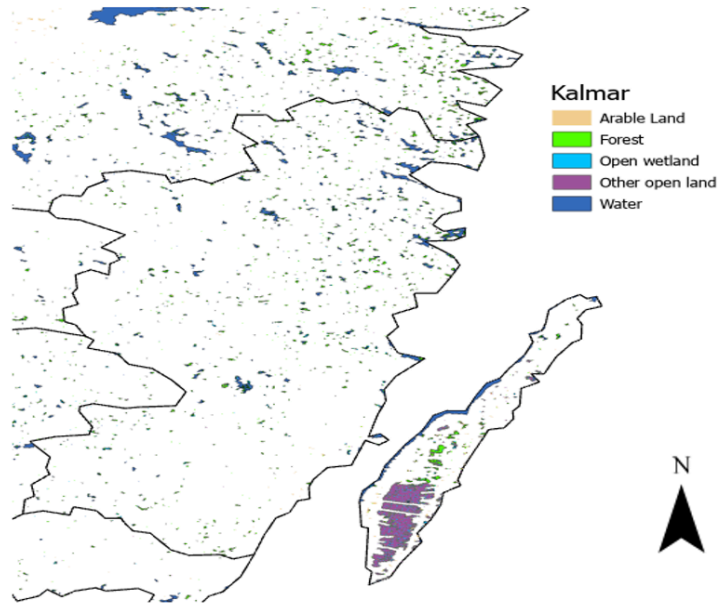 Kalmar
Arable Land
Forest
Open wetland
Other open land
Water
N